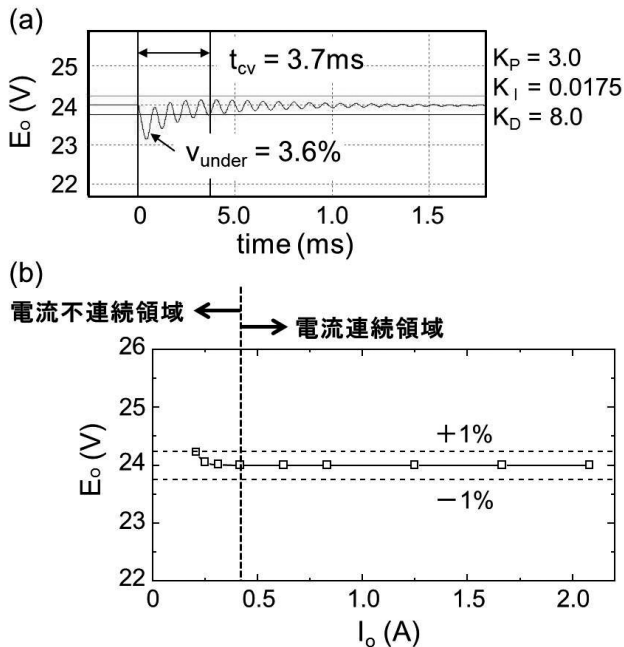 (a)
25
24
23
22
E₀ (V)
t_cv = 3.7ms
v_under = 3.6%
K_P = 3.0
K_I = 0.0175
K_D = 8.0
0 5.0 1.0 1.5
time (ms)
(b)
電流不連続領域
電流連続領域
26
25
24
23
22
E₀ (V)
+1%
−1%
0 0.5 1.0 1.5 2.0
I₀ (A)